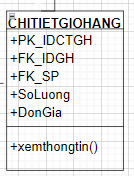 CHITIETGIOHANG
+PK_IDCTGH
+FK_IDGH
+FK_SP
+SoLuong
+DonGia
+xemthongtin()